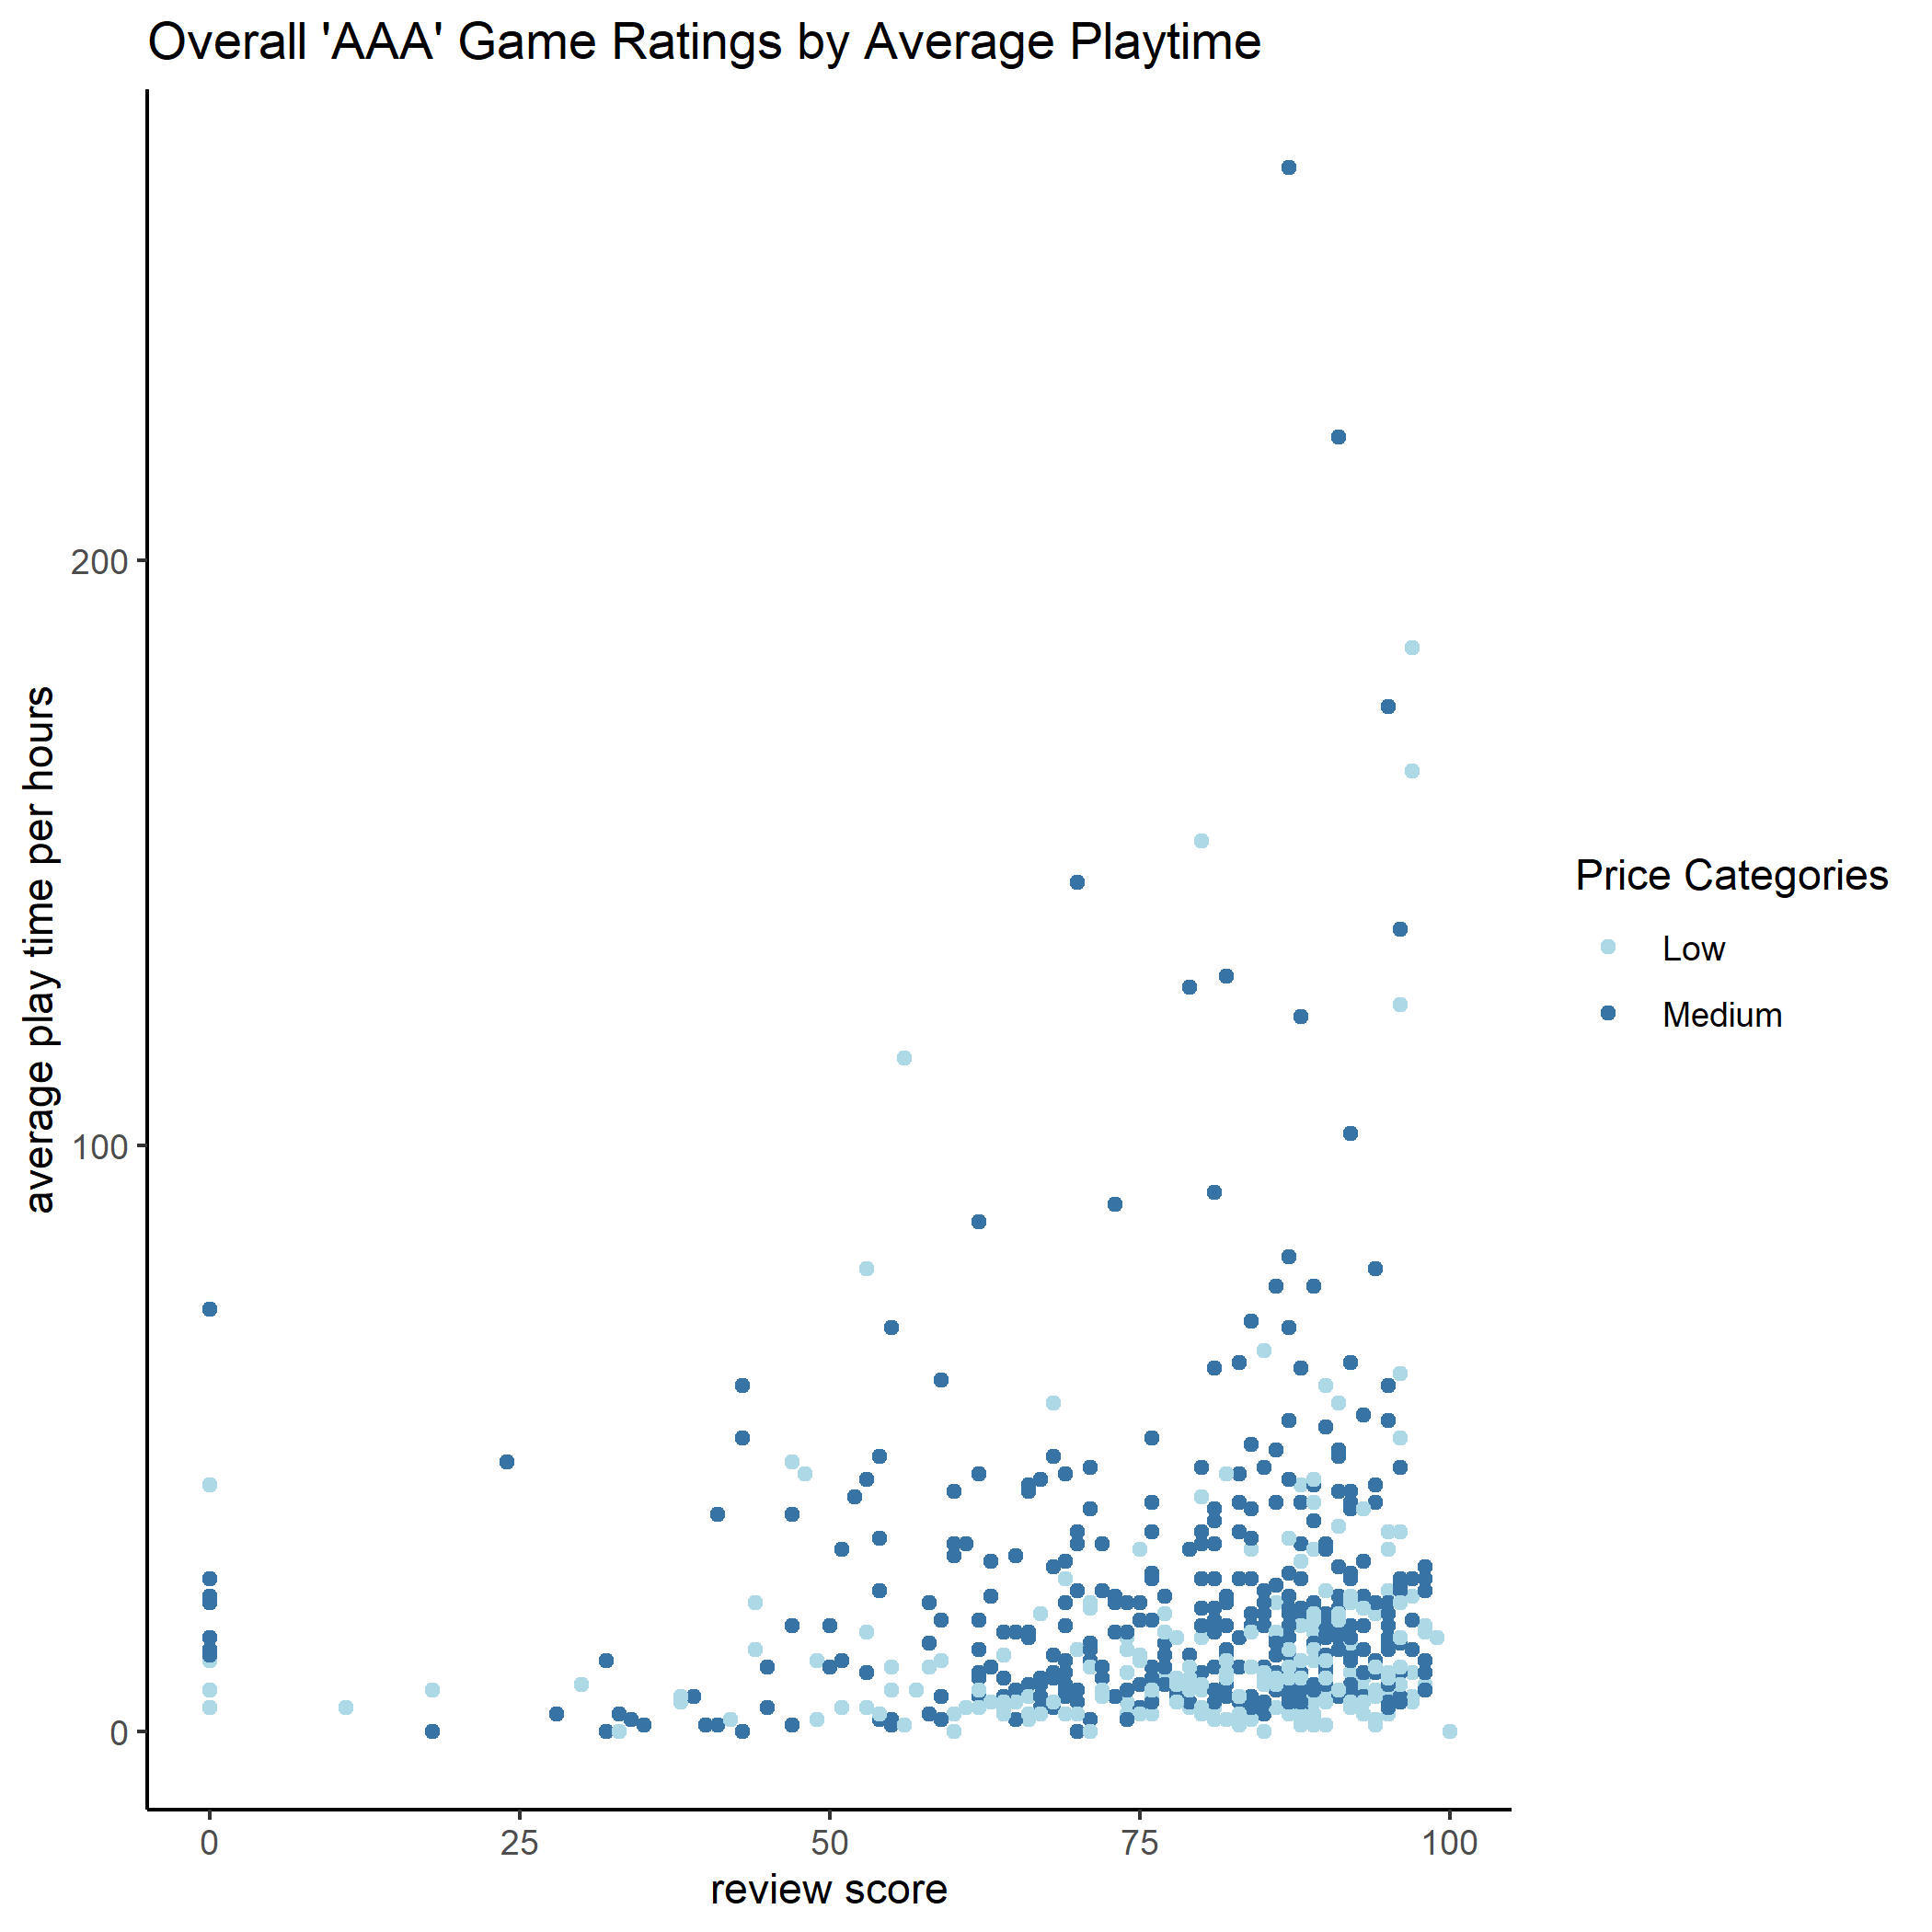 Overall 'AAA' Game Ratings by Average Playtime
average play time per hours
200
100
0
0
25
50
75
100
review score
Price Categories
Low
Medium